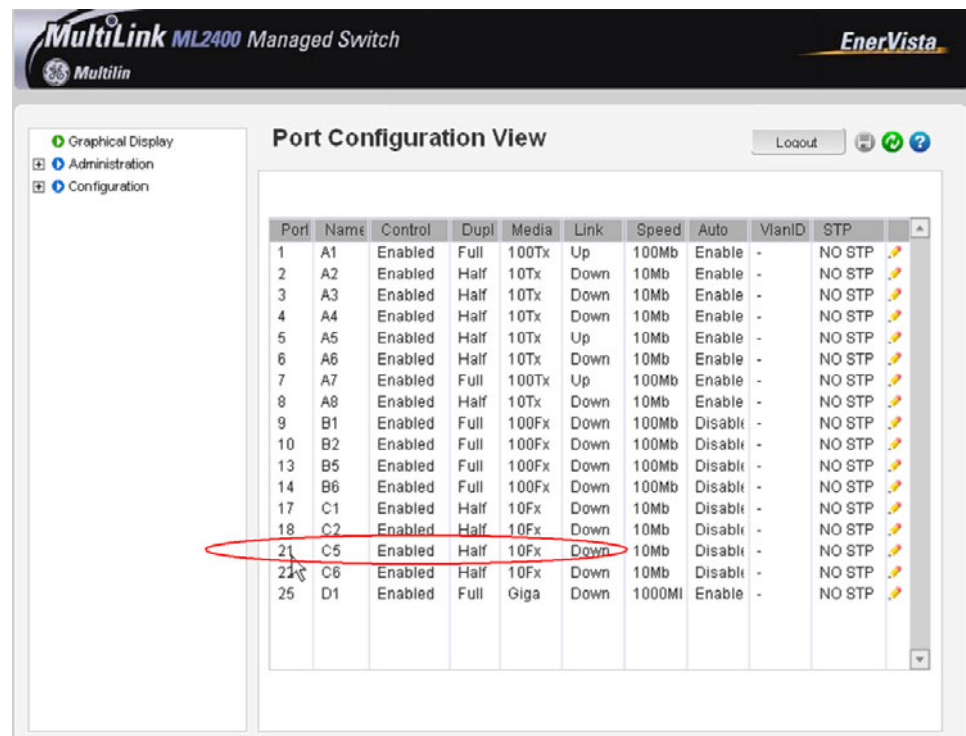 MultiLink ML2400 Managed Switch
EnerVista
Multilin
Graphical Display
Administration
Configuration
Port Configuration View
Logout
Port Name Control Dupl Media Link Speed Auto VlanID STP
1 A1 Enabled Full 100Tx Up 100Mb Enable - NO STP
2 A2 Enabled Half 10Tx Down 10Mb Enable - NO STP
3 A3 Enabled Half 10Tx Down 10Mb Enable - NO STP
4 A4 Enabled Half 10Tx Down 10Mb Enable - NO STP
5 A5 Enabled Half 10Tx Up 10Mb Enable - NO STP
6 A6 Enabled Half 10Tx Down 10Mb Enable - NO STP
7 A7 Enabled Full 100Tx Up 100Mb Enable - NO STP
8 A8 Enabled Half 10Tx Down 10Mb Enable - NO STP
9 B1 Enabled Full 100Fx Down 100Mb Disable - NO STP
10 B2 Enabled Full 100Fx Down 100Mb Disable - NO STP
13 B5 Enabled Full 100Fx Down 100Mb Disable - NO STP
14 B6 Enabled Full 100Fx Down 100Mb Disable - NO STP
17 C1 Enabled Half 10Fx Down 10Mb Disable - NO STP
18 C2 Enabled Half 10Fx Down 10Mb Disable - NO STP
21 C5 Enabled Half 10Fx Down 10Mb Disable - NO STP
22 C6 Enabled Half 10Fx Down 10Mb Disable - NO STP
25 D1 Enabled Full Giga Down 1000Ml Enable - NO STP